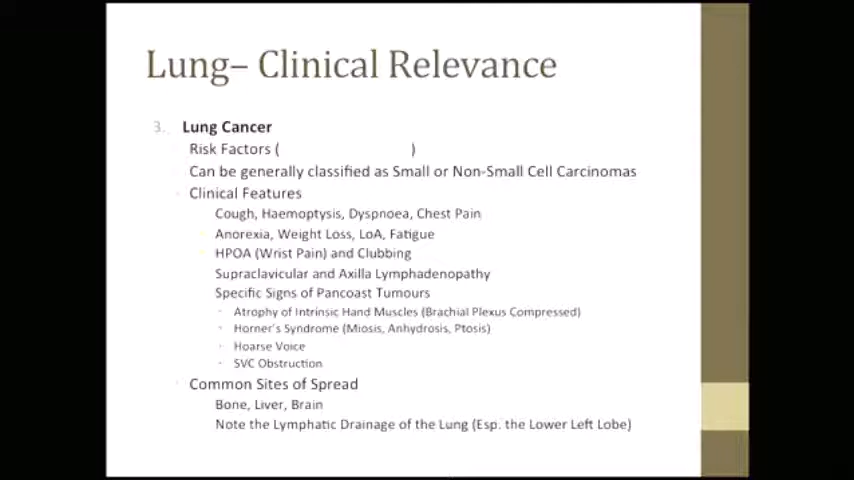 Lung– Clinical Relevance
3. Lung Cancer
Risk Factors ( )
Can be generally classified as Small or Non-Small Cell Carcinomas
Clinical Features
Cough, Haemoptysis, Dyspnoea, Chest Pain
Anorexia, Weight Loss, LoA, Fatigue
HPOA (Wrist Pain) and Clubbing
Supraclavicular and Axilla Lymphadenopathy
Specific Signs of Pancoast Tumours
Atrophy of Intrinsic Hand Muscles (Brachial Plexus Compressed)
Horner's Syndrome (Miosis, Anhydrosis, Ptosis)
Hoarse Voice
SVC Obstruction
Common Sites of Spread
Bone, Liver, Brain
Note the Lymphatic Drainage of the Lung (Esp. the Lower Left Lobe)